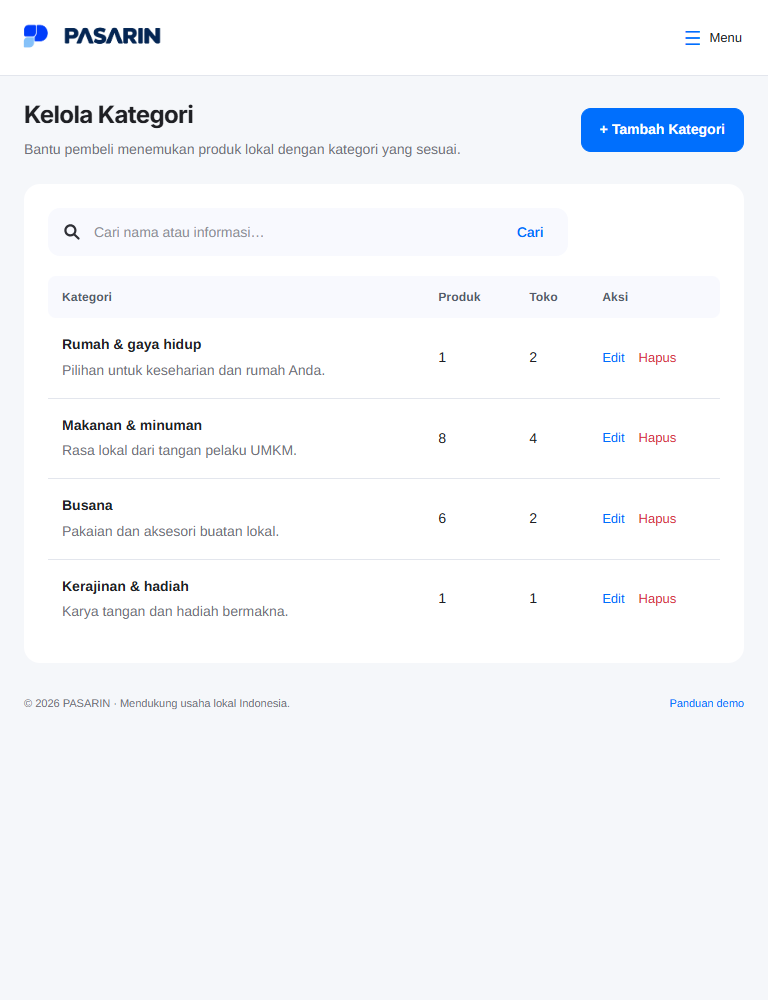 PASARIN
Menu
Kelola Kategori
Bantu pembeli menemukan produk lokal dengan kategori yang sesuai.
+ Tambah Kategori
Cari nama atau informasi…
Cari
Kategori Produk Toko Aksi
Rumah & gaya hidup
Pilihan untuk keseharian dan rumah Anda.
1 2 Edit Hapus
Makanan & minuman
Rasa lokal dari tangan pelaku UMKM.
8 4 Edit Hapus
Busana
Pakaian dan aksesori buatan lokal.
6 2 Edit Hapus
Kerajinan & hadiah
Karya tangan dan hadiah bermakna.
1 1 Edit Hapus
© 2026 PASARIN · Mendukung usaha lokal Indonesia.
Panduan demo